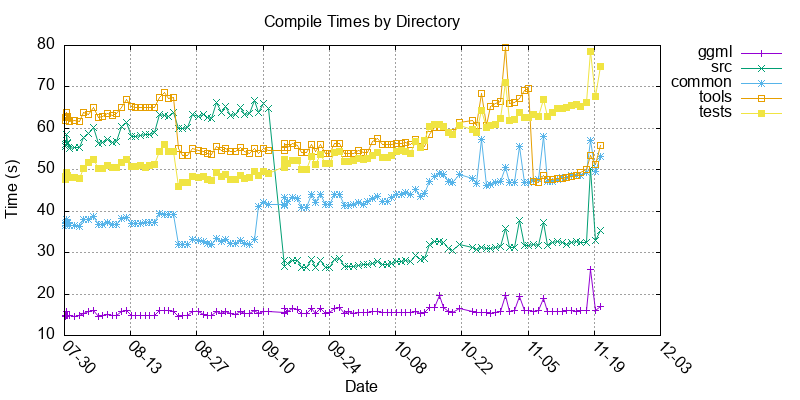 Compile Times by Directory
ggml
src
common
tools
tests
80
70
60
50
40
30
20
10
Time (s)
07-30 08-13 08-27 09-10 09-24 10-08 10-22 11-05 11-19 12-03
Date